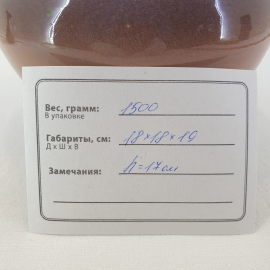 Вес, грамм: 1500
В упаковке
Габариты, см: 18×18×19
Д х Ш х В
Замечания: h=17см